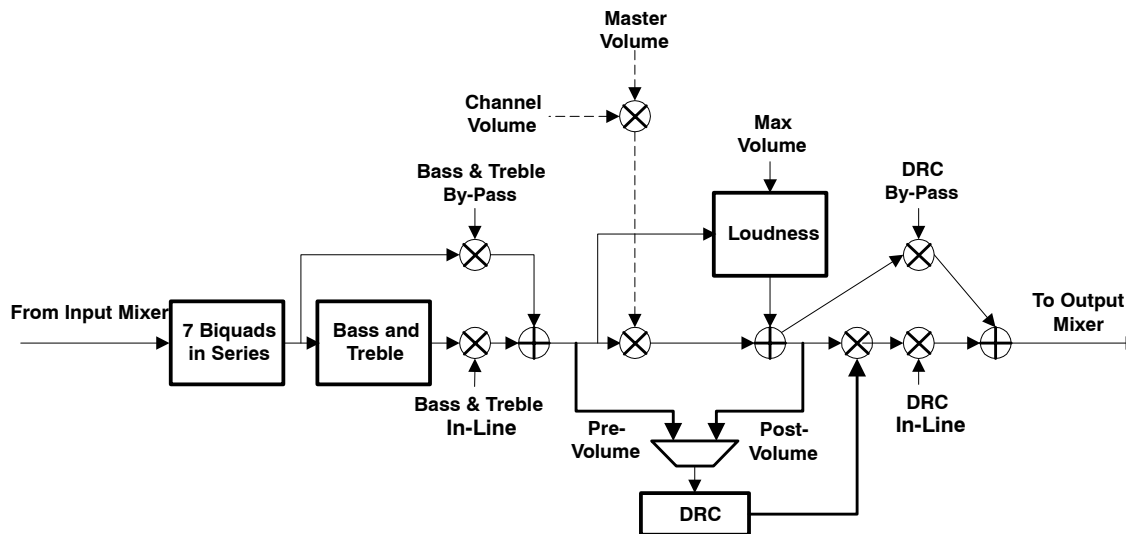 Master
Volume
Channel
Volume
Max
Volume
Bass & Treble
By-Pass
DRC
By-Pass
Loudness
From Input Mixer
7 Biquads
in Series
Bass and
Treble
To Output
Mixer
Bass & Treble
In-Line
Pre-
Volume
Post-
Volume
DRC
In-Line
DRC